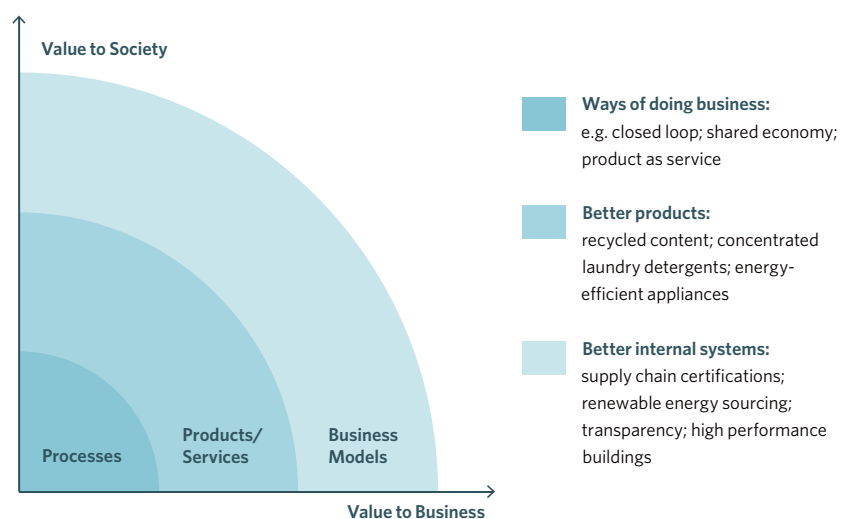 Value to Society
Processes
Products/
Services
Business
Models
Value to Business
Ways of doing business:
e.g. closed loop; shared economy;
product as service
Better products:
recycled content; concentrated
laundry detergents; energy-
efficient appliances
Better internal systems:
supply chain certifications;
renewable energy sourcing;
transparency; high performance
buildings